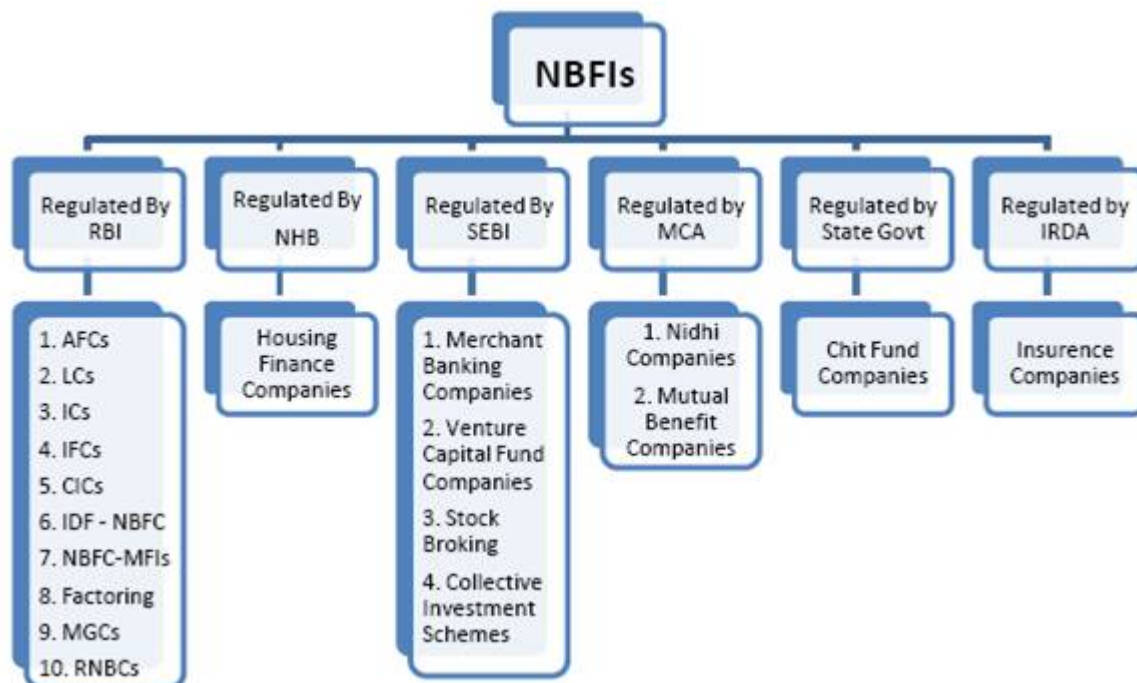 NBFIs
Regulated By
RBI
Regulated By
NHB
Regulated By
SEBI
Regulated by
MCA
Regulated by
State Govt
Regulated by
IRDA
1. AFCs
2. LCs
3. ICs
4. IFCs
5. CICs
6. IDF - NBFC
7. NBFC-MFIs
8. Factoring
9. MGCs
10. RNBCs
Housing
Finance
Companies
1. Merchant
Banking
Companies
2. Venture
Capital Fund
Companies
3. Stock
Broking
4. Collective
Investment
Schemes
1. Nidhi
Companies
2. Mutual
Benefit
Companies
Chit Fund
Companies
Insurence
Companies